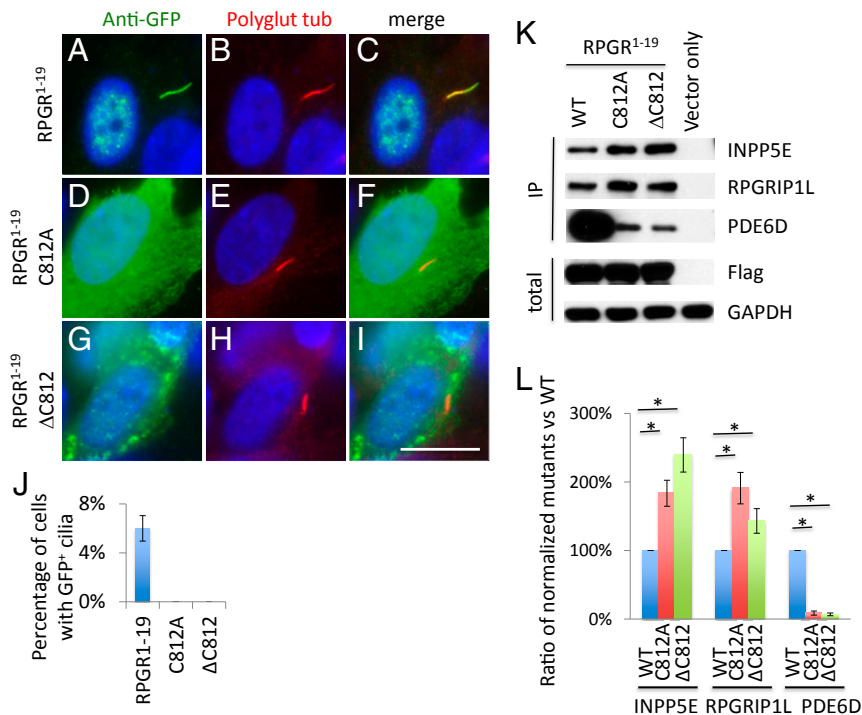 Anti-GFP Polyglut tub merge
RPGR1-19
A B C
RPGR1-19
C812A
D E F
RPGR1-19
ΔC812
G H I
J
Percentage of cells
with GFP+ cilia
8%
4%
0%
RPGR1-19
C812A
ΔC812
K
RPGR1-19
WT
C812A
ΔC812
Vector only
IP
INPP5E
RPGRIP1L
PDE6D
total
Flag
GAPDH
L
Ratio of normalized mutants vs WT
300%
200%
100%
0%
* * * * * *
WT C812A ΔC812 WT C812A ΔC812 WT C812A ΔC812
INPP5E RPGRIP1L PDE6D